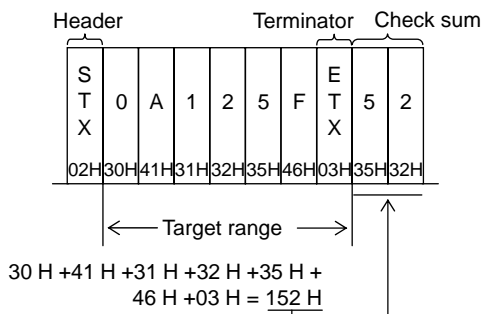 Header Terminator Check sum
S T X 0 A 1 2 5 F E T X 5 2
02H 30H 41H 31H 32H 35H 46H 03H 35H 32H
Target range
30 H +41 H +31 H +32 H +35 H +
46 H +03 H = 152 H